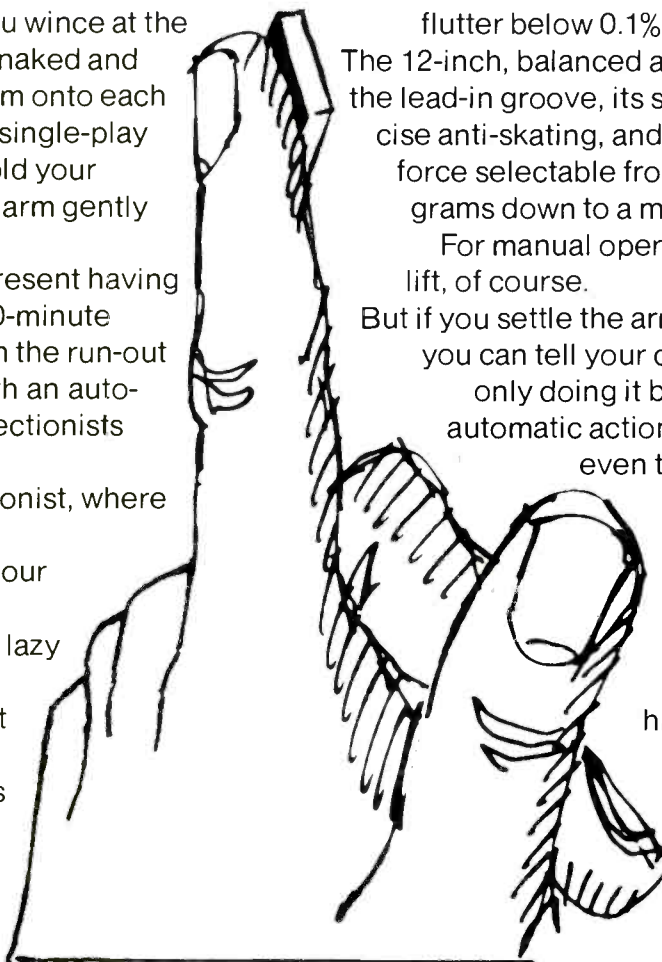 u wince at the
naked and
m onto each
single-play
old your
arm gently
resent having
0-minute
n the run-out
h an auto-
ectionists
onist, where
our
lazy
t
s
flutter below 0.1%
The 12-inch, balanced a
the lead-in groove, its s
cise anti-skating, and
force selectable fro
grams down to a m
For manual oper
lift, of course.
But if you settle the ar
you can tell your c
only doing it b
automatic action
even t
h